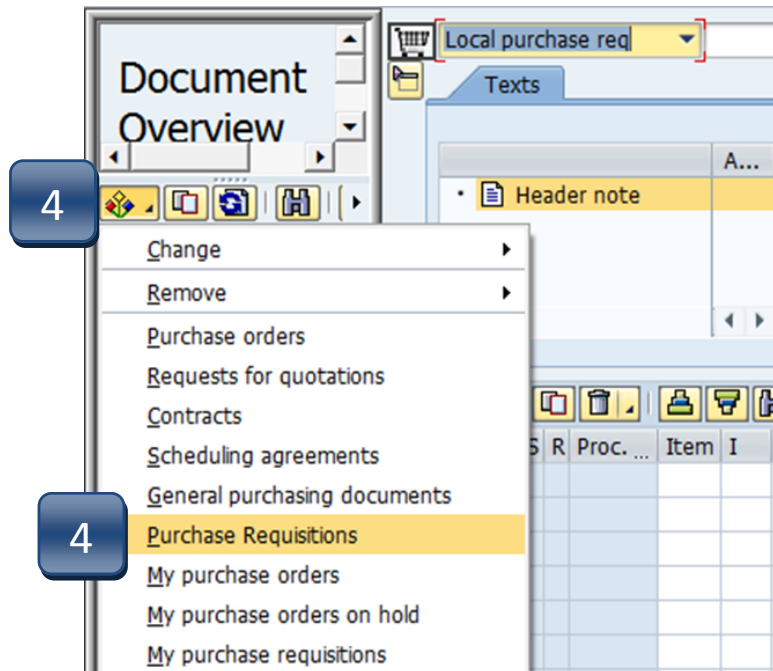 Local purchase req
Document
Overview
Texts
A...
4
Header note
Change
Remove
Purchase orders
Requests for quotations
Contracts
Scheduling agreements
General purchasing documents
S R Proc. ... Item I
4
Purchase Requisitions
My purchase orders
My purchase orders on hold
My purchase requisitions